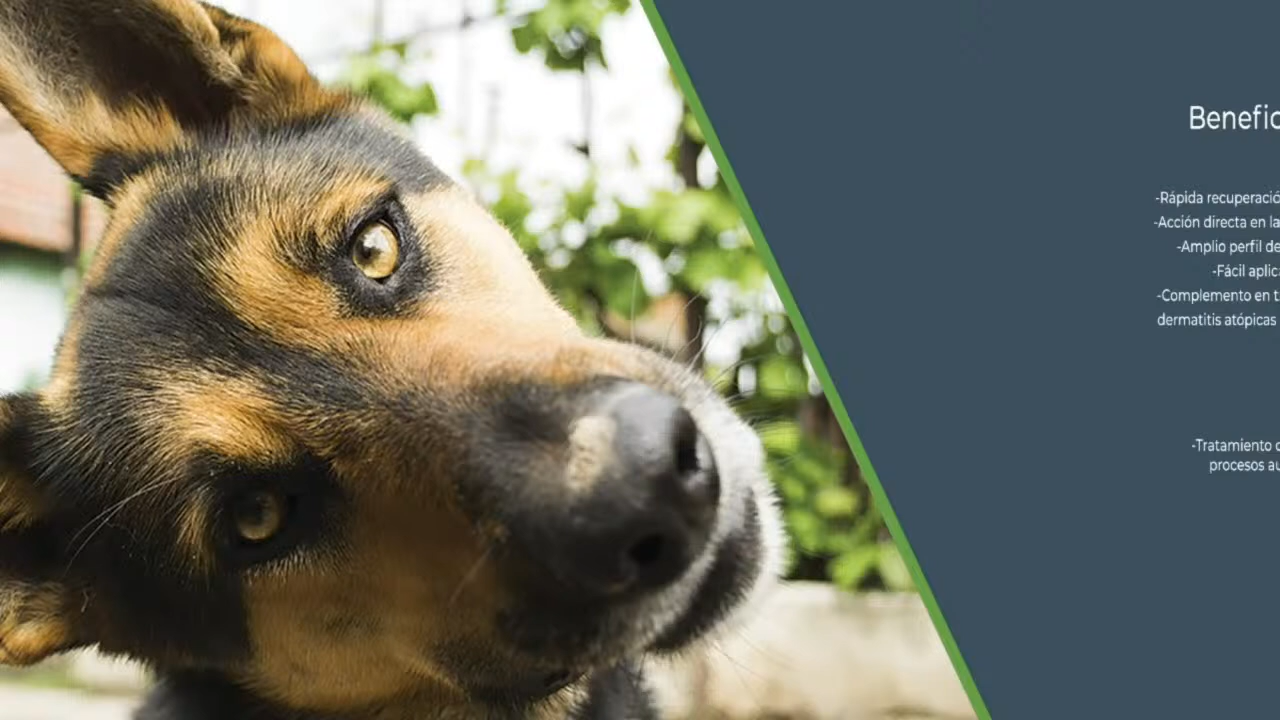 Benefic
-Rápida recuperació
-Acción directa en la
-Amplio perfil de
-Fácil aplica
-Complemento en t
dermatitis atópicas
-Tratamiento
procesos au